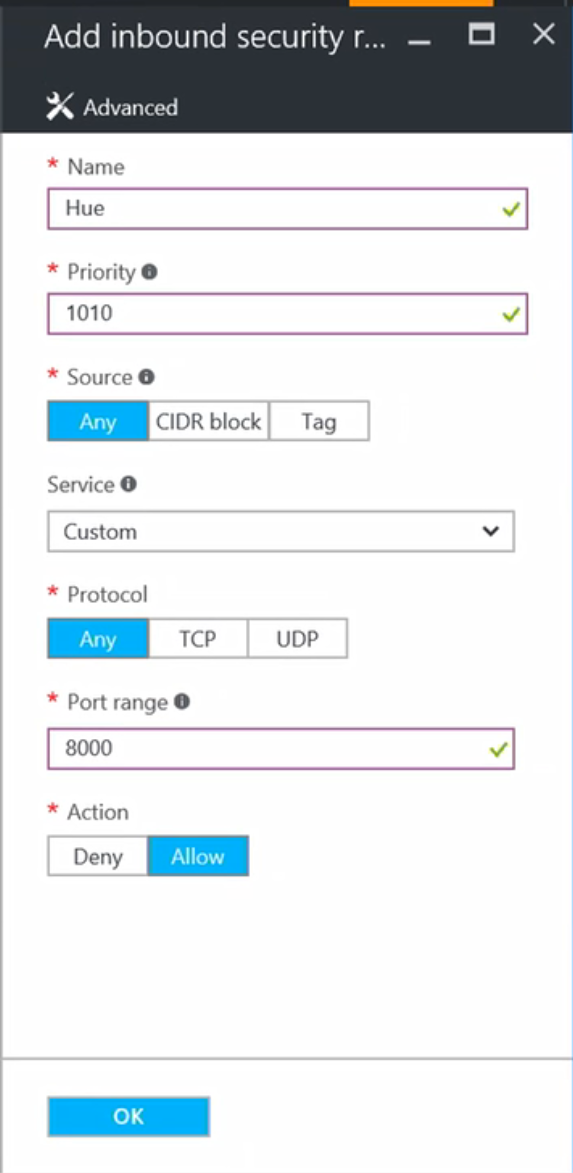 Add inbound security r...
Advanced
* Name
Hue
* Priority
1010
* Source
Any CIDR block Tag
Service
Custom
* Protocol
Any TCP UDP
* Port range
8000
* Action
Deny Allow
OK